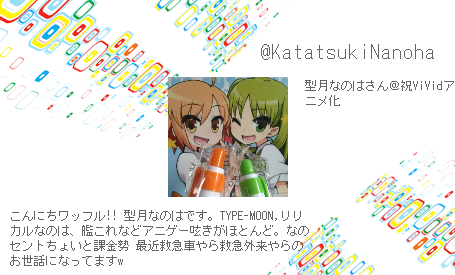 @KatatsukiNanoha
型月なのはさん@祝ViVidア
ニメ化
こんにちワッフル!! 型月なのはです。TYPE-MOON,リリ
カルなのは、艦これなどアニゲー呟きがほとんど。なの
セントちょいと課金勢 最近救急車やら救急外来やらの
お世話になってますw